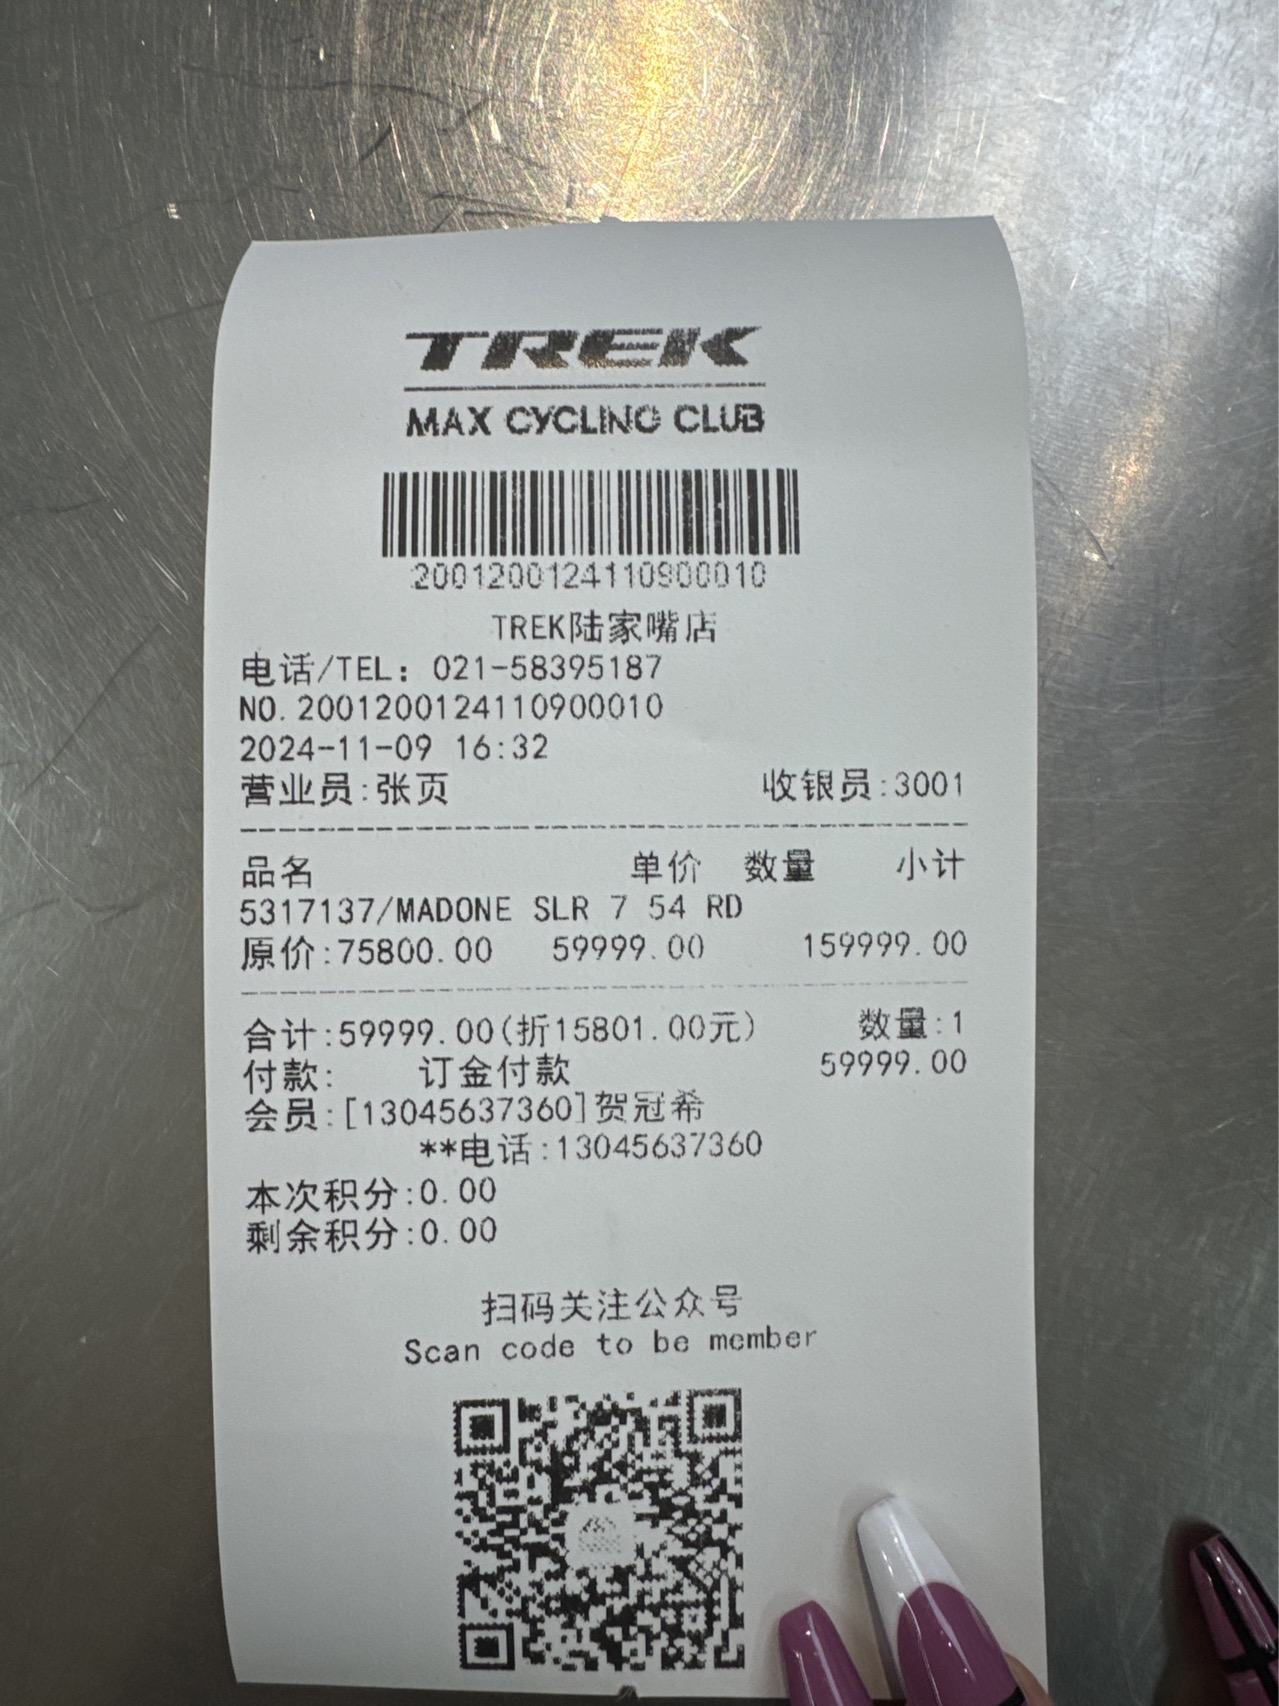 TREK
MAX CYCLING CLUB
2001200124110900010
TREK陆家嘴店
电话/TEL: 021-58395187
NO.2001200124110900010
2024-11-09 16:32
营业员:张页 收银员:3001
品名 单价 数量 小计
5317137/MADONE SLR 7 54 RD
原价:75800.00 59999.00 159999.00
合计:59999.00(折15801.00元) 数量:1
付款: 订金付款 59999.00
会员:[13045637360]贺冠希
**电话:13045637360
本次积分:0.00
剩余积分:0.00
扫码关注公众号
Scan code to be member